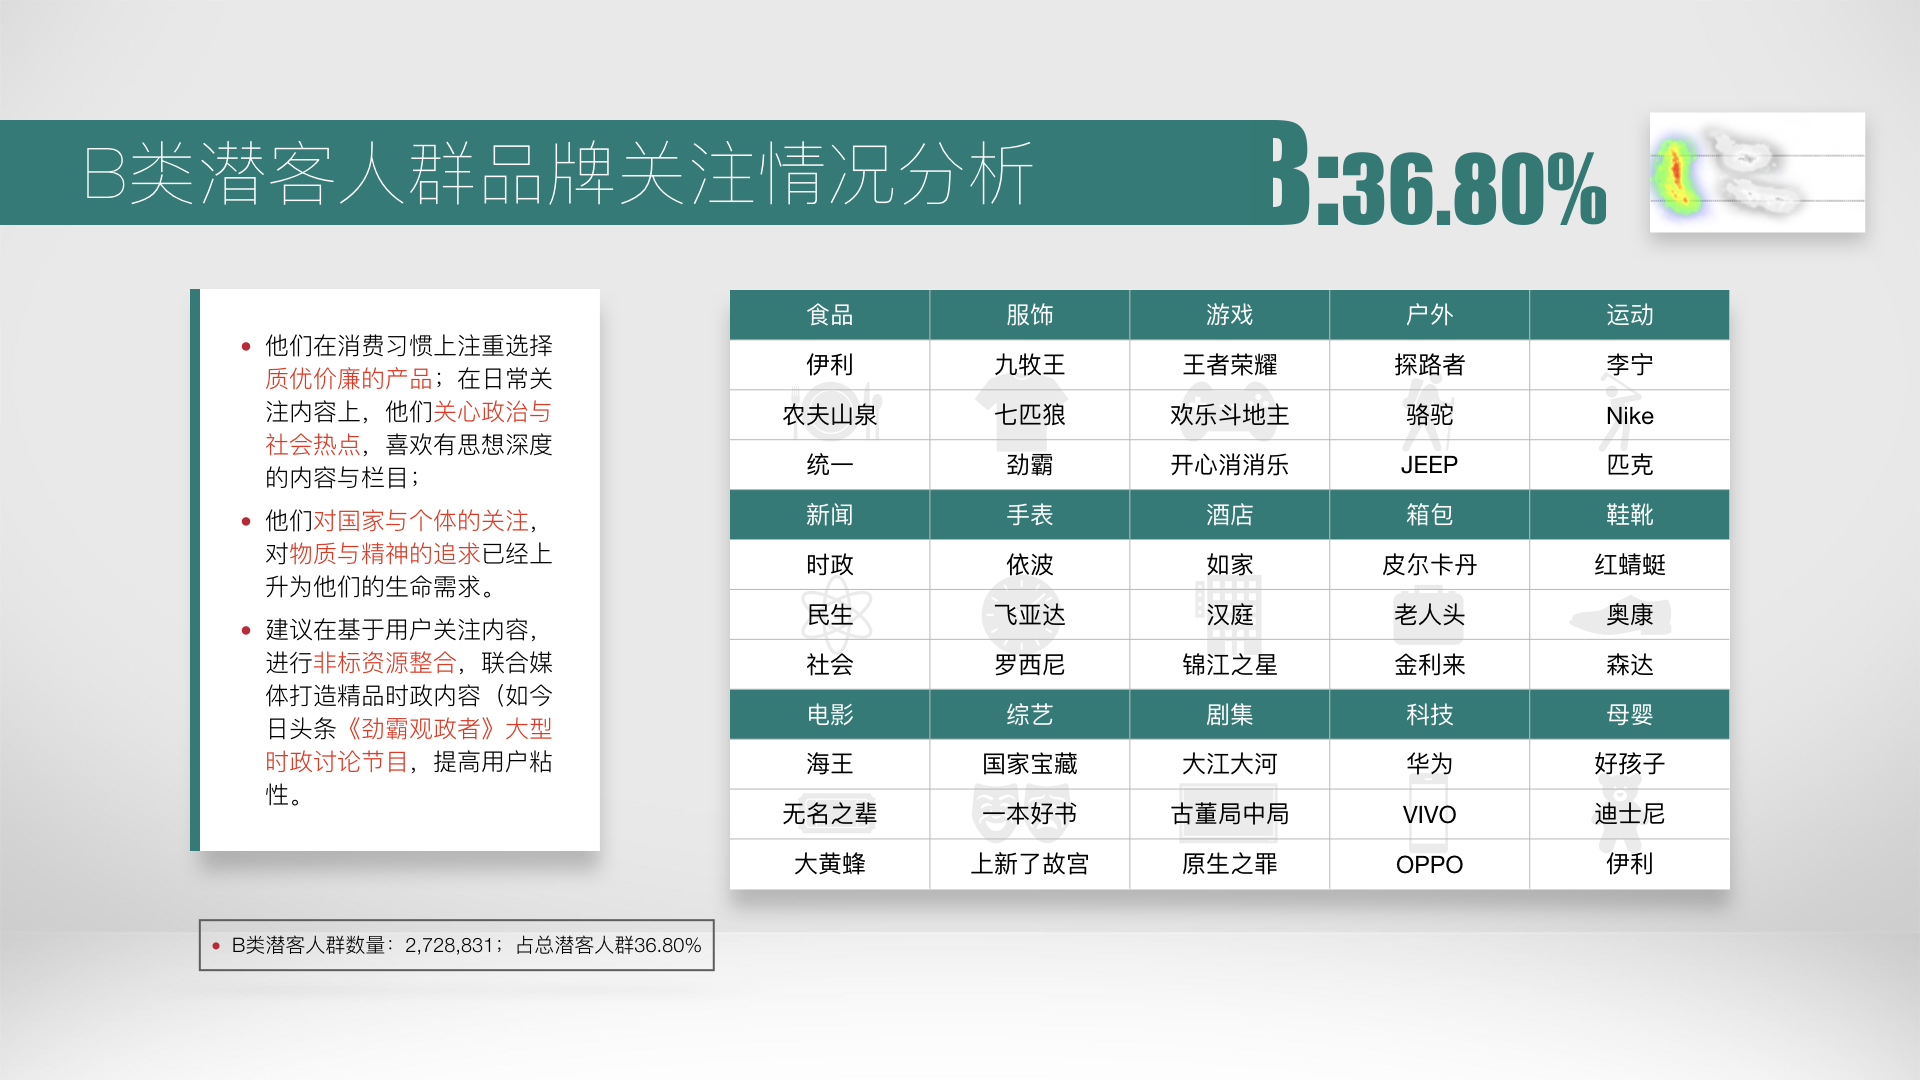 B类潜客人群品牌关注情况分析
B:36.80%
• 他们在消费习惯上注重选择
质优价廉的产品；在日常关
注内容上，他们关心政治与
社会热点，喜欢有思想深度
的内容与栏目；
• 他们对国家与个体的关注，
对物质与精神的追求已经上
升为他们的生命需求。
• 建议在基于用户关注内容，
进行非标资源整合，联合媒
体打造精品时政内容（如今
日头条《劲霸观政者》大型
时政讨论节目，提高用户粘
性。
食品 服饰 游戏 户外 运动
伊利 九牧王 王者荣耀 探路者 李宁
农夫山泉 七匹狼 欢乐斗地主 骆驼 Nike
统一 劲霸 开心消消乐 JEEP 匹克
新闻 手表 酒店 箱包 鞋靴
时政 依波 如家 皮尔卡丹 红蜻蜓
民生 飞亚达 汉庭 老人头 奥康
社会 罗西尼 锦江之星 金利来 森达
电影 综艺 剧集 科技 母婴
海王 国家宝藏 大江大河 华为 好孩子
无名之辈 一本好书 古董局中局 VIVO 迪士尼
大黄蜂 上新了故宫 原生之罪 OPPO 伊利
• B类潜客人群数量：2,728,831；占总潜客人群36.80%